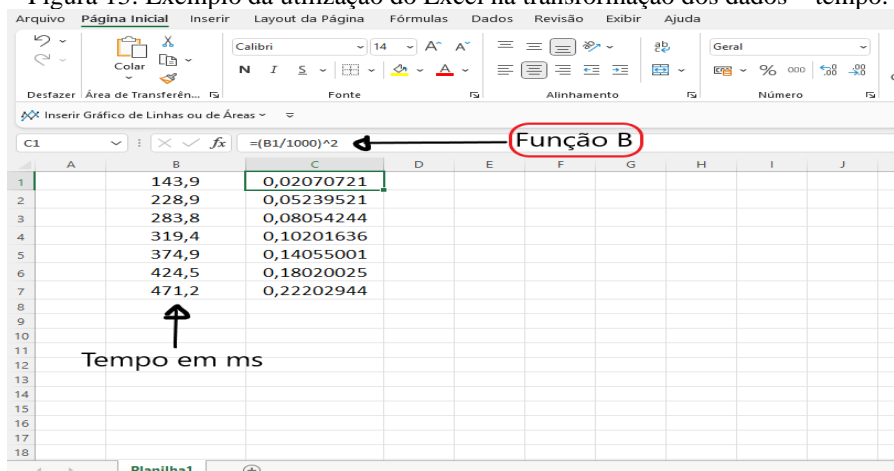 Figura 13: Exemplo da utilização do Excel na transformação dos dados – tempo.
Arquivo Página Inicial Inserir Layout da Página Fórmulas Dados Revisão Exibir Ajuda
Calibri 14 A A Geral
Colar
N I S A ab c % 000 ,00 ,00
Desfazer Área de Transferên... Fonte Alinhamento Número
Inserir Gráfico de Linhas ou de Áreas
C1 fx =(B1/1000)^2 Função B
A B C D E F G H I J
1 143,9 0,02070721
2 228,9 0,05239521
3 283,8 0,08054244
4 319,4 0,10201636
5 374,9 0,14055001
6 424,5 0,18020025
7 471,2 0,22202944
8
9
10
11
Tempo em ms
12
13
14
15
16
17
18
Planilha1